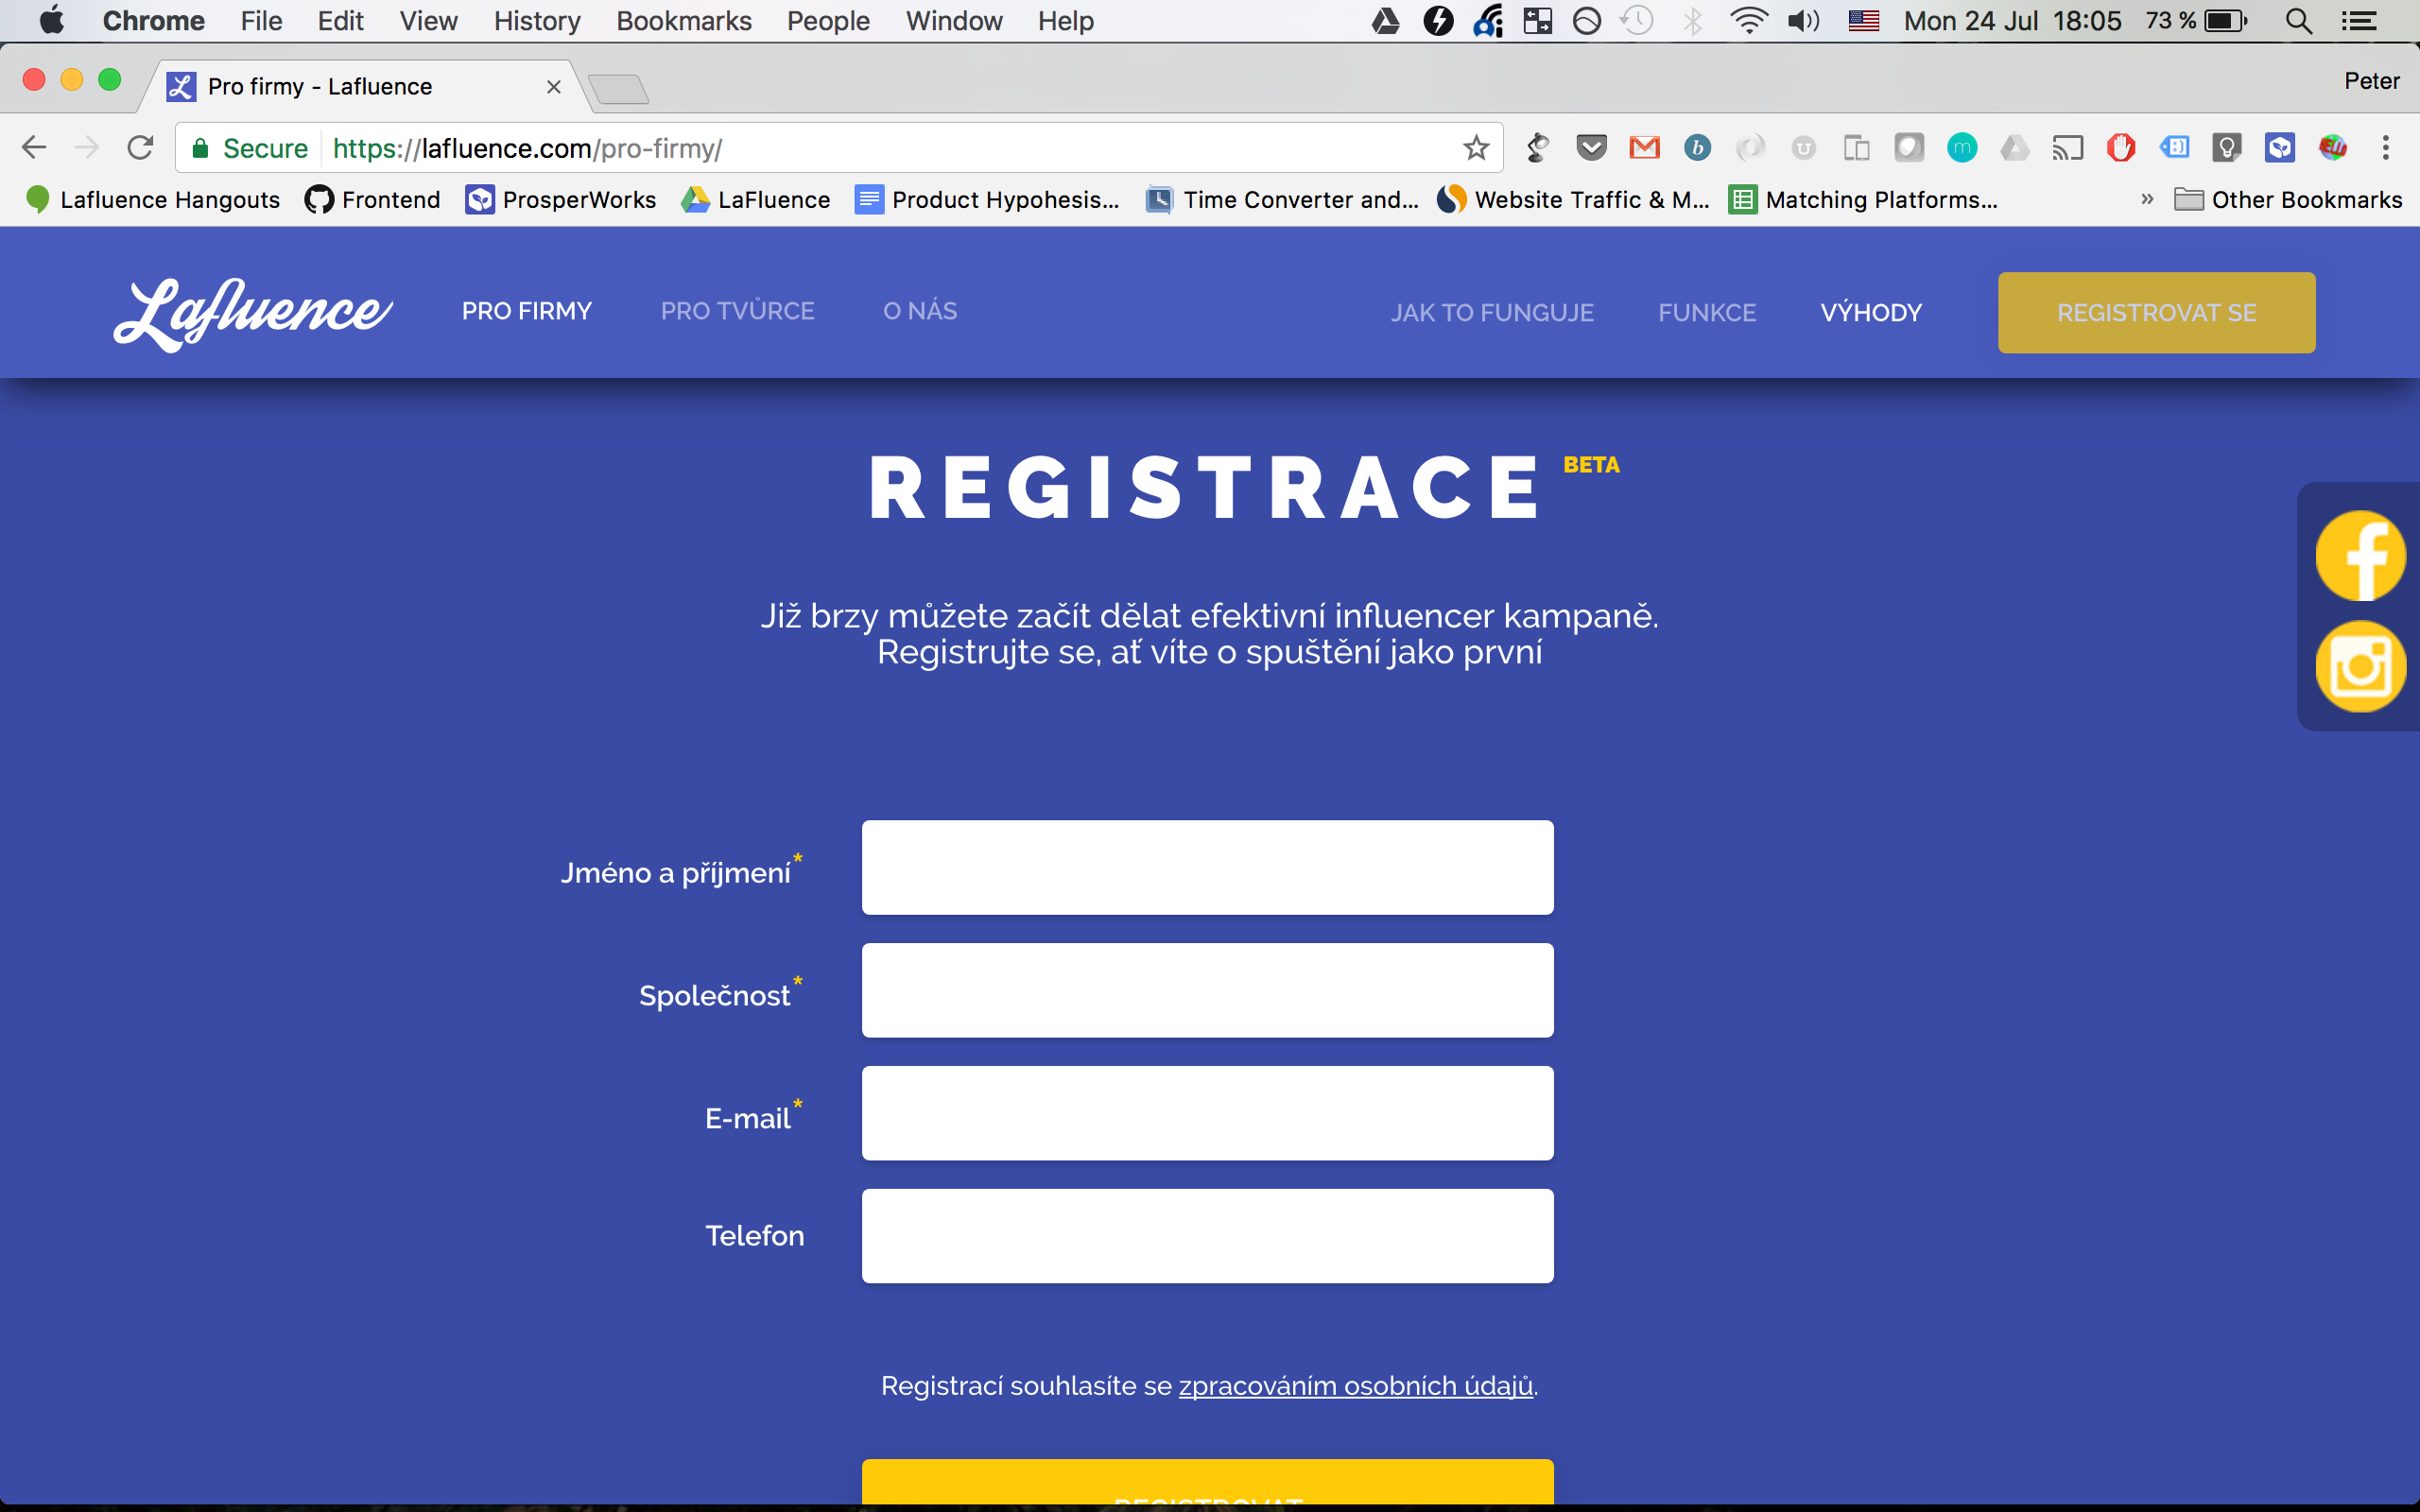 Chrome File Edit View History Bookmarks People Window Help Mon 24 Jul 18:05 73 %
Pro firmy - Lafluence Peter
Secure https://lafluence.com/pro-firmy/
Lafluence Hangouts Frontend ProsperWorks LaFluence Product Hypohesis... Time Converter and... Website Traffic & M... Matching Platforms... » Other Bookmarks
Lafluence PRO FIRMY PRO TVŮRCE O NÁS JAK TO FUNGUJE FUNKCE VÝHODY REGISTROVAT SE
REGISTRACE BETA
Již brzy můžete začít dělat efektivní influencer kampaně.
Registrujte se, ať víte o spuštění jako první
Jméno a příjmení*
Společnost*
E-mail*
Telefon
Registrací souhlasíte se zpracováním osobních údajů.
REGISTROVAT